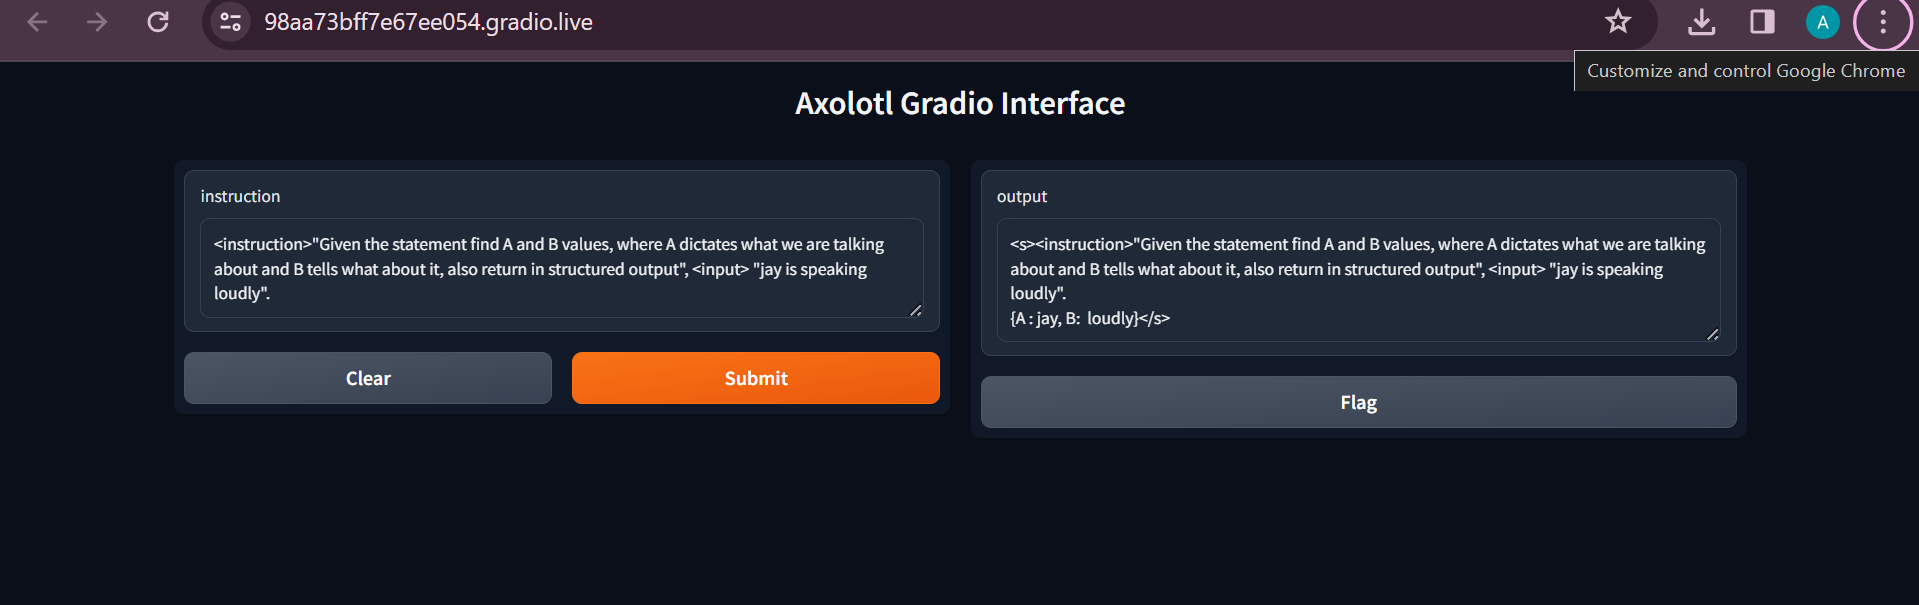 98aa73bff7e67ee054.gradio.live
A
Customize and control Google Chrome
Axolotl Gradio Interface
instruction
<instruction>"Given the statement find A and B values, where A dictates what we are talking
about and B tells what about it, also return in structured output", <input> "jay is speaking
loudly".
Clear
Submit
output
<s><instruction>"Given the statement find A and B values, where A dictates what we are talking
about and B tells what about it, also return in structured output", <input> "jay is speaking
loudly".
{A : jay, B:  loudly}</s>
Flag